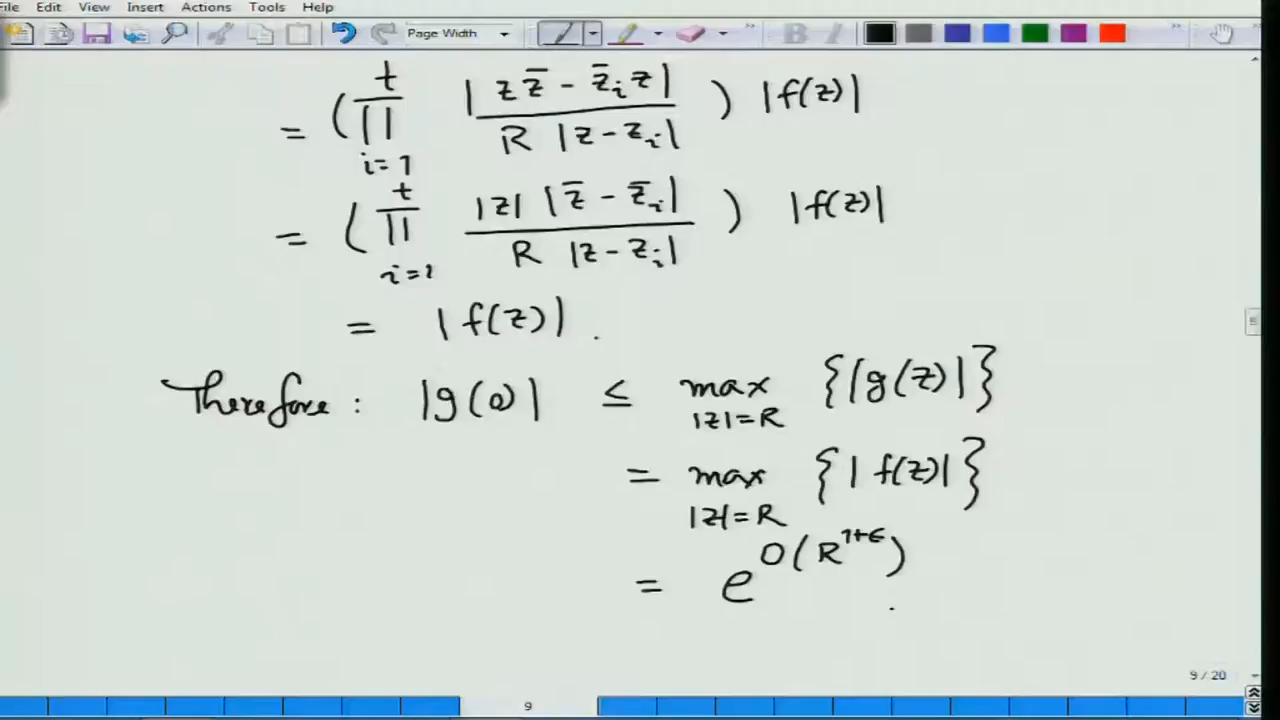 File Edit View Insert Actions Tools Help
Page Width
= ( ∏_{i=1}^{t} |z z̄ - z̄_i z| / R |z - z_i| ) |f(z)|
= ( ∏_{i=1}^{t} |z| |z̄ - z̄_i| / R |z - z_i| ) |f(z)|
= |f(z)| .
Therefore : |g(0)| ≤ max_{|z|=R} {|g(z)|}
= max_{|z|=R} {|f(z)|}
= e^{O(R^{1+ε})} .
9 / 20
9